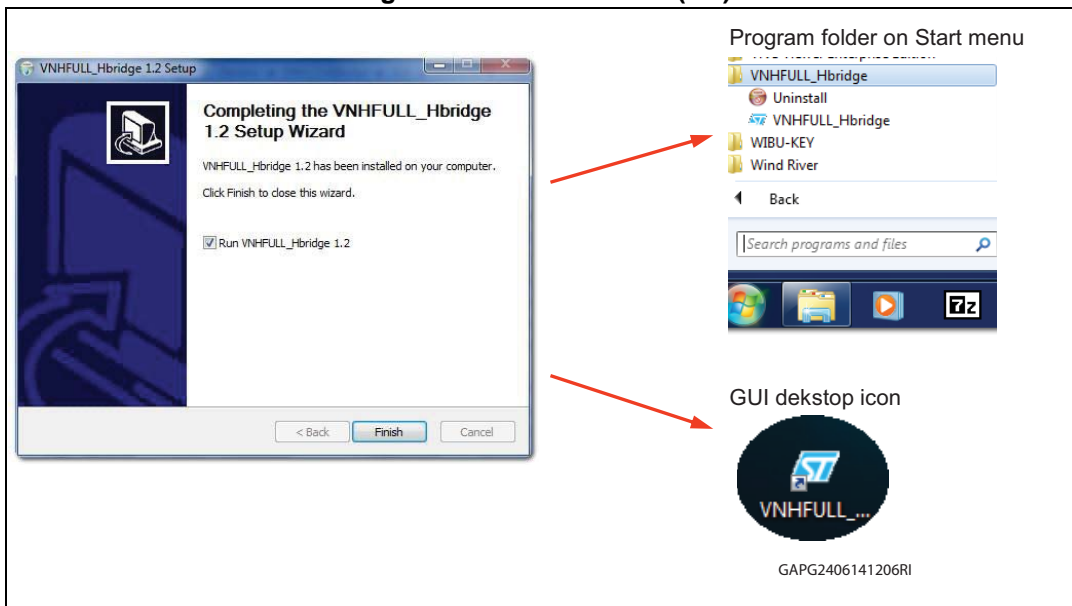 VNHFULL_Hbridge 1.2 Setup
Completing the VNHFULL_Hbridge
1.2 Setup Wizard
VNHFULL_Hbridge 1.2 has been installed on your computer.
Click Finish to close this wizard.
Run VNHFULL_Hbridge 1.2
< Back
Finish
Cancel
Program folder on Start menu
VNHFULL_Hbridge
Uninstall
VNHFULL_Hbridge
WIBU-KEY
Wind River
Back
Search programs and files
7z
GUI dekstop icon
ST
VNHFULL_...
GAPG2406141206RI